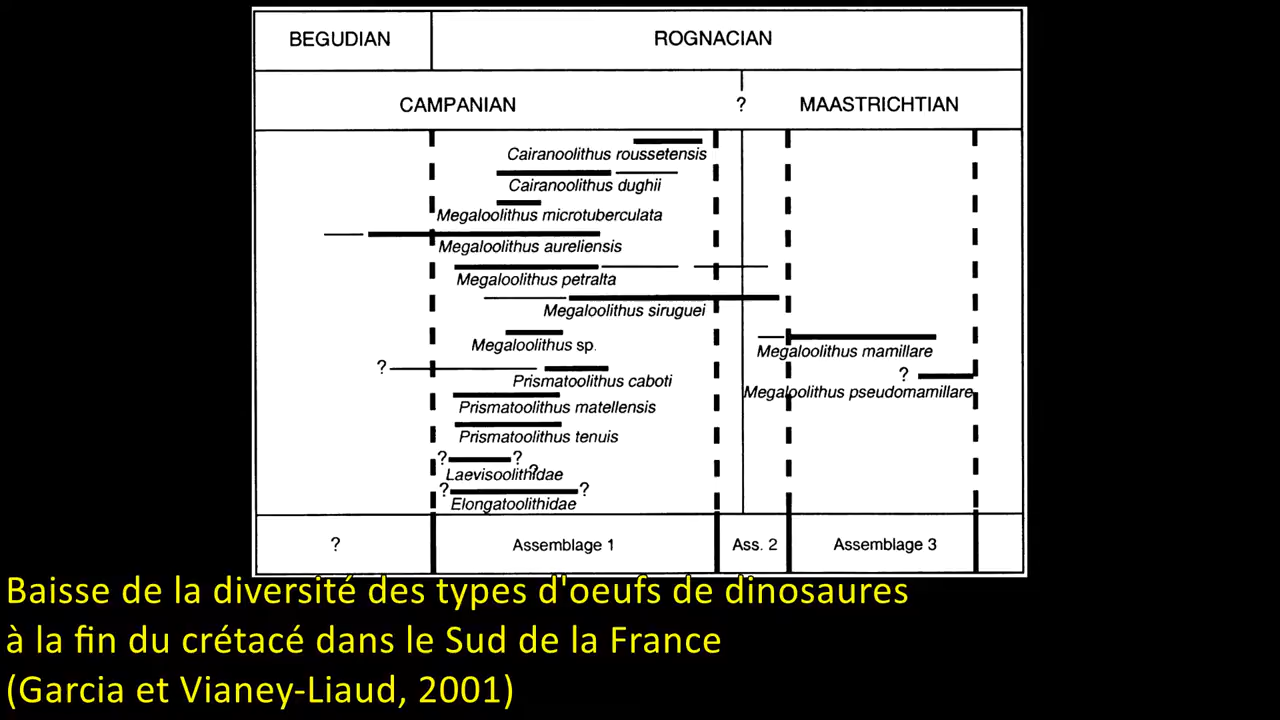 BEGUDIAN
ROGNACIAN
CAMPANIAN
?
MAASTRICHTIAN
Cairanoolithus roussetensis
Cairanoolithus dughii
Megaloolithus microtuberculata
Megaloolithus aureliensis
Megaloolithus petralta
Megaloolithus siruguei
Megaloolithus sp.
Megaloolithus mamillare
?
Prismatoolithus caboti
?
Megaloolithus pseudomamillare
Prismatoolithus matellensis
Prismatoolithus tenuis
? ?
?
Laevisoolithidae
? ?
Elongatoolithidae
?
Assemblage 1
Ass. 2
Assemblage 3
Baisse de la diversité des types d'oeufs de dinosaures
à la fin du crétacé dans le Sud de la France
(Garcia et Vianey-Liaud, 2001)